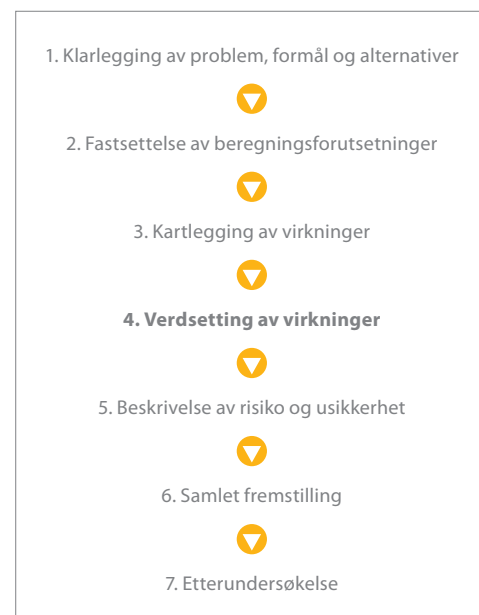 1. Klarlegging av problem, formål og alternativer
2. Fastsettelse av beregningsforutsetninger
3. Kartlegging av virkninger
4. Verdsetting av virkninger
5. Beskrivelse av risiko og usikkerhet
6. Samlet fremstilling
7. Etterundersøkelse